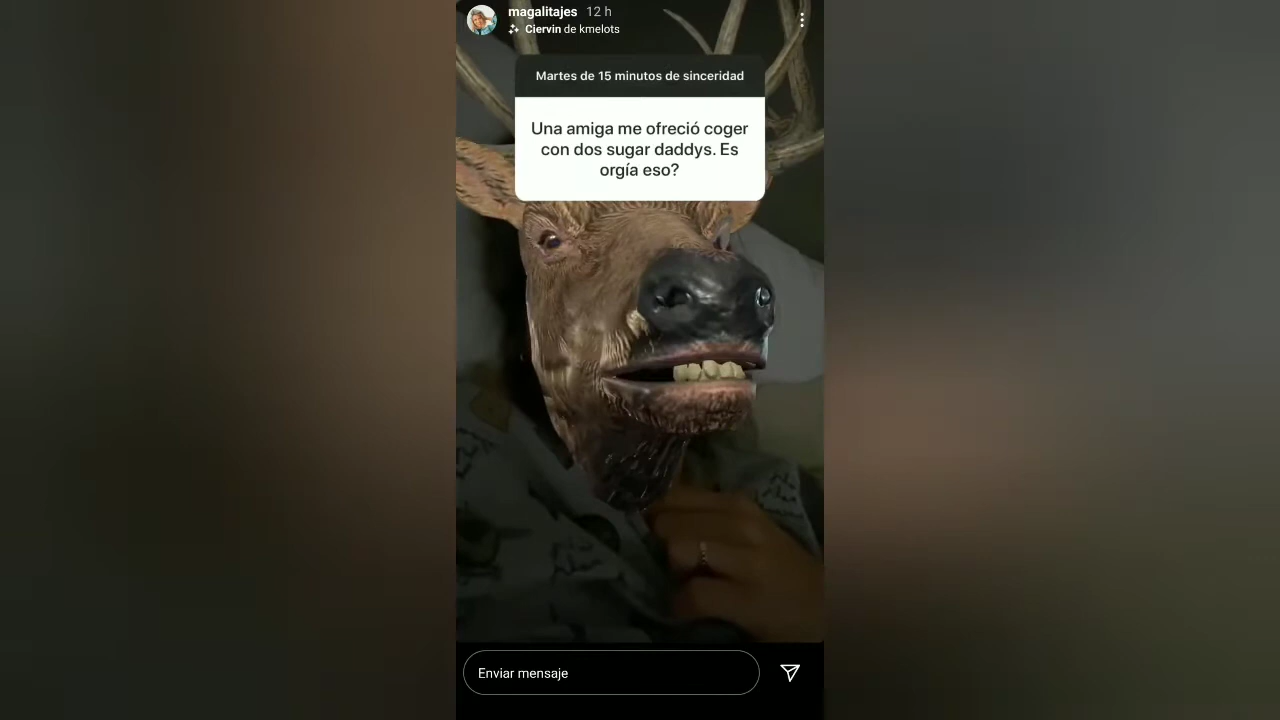 magalitajes 12 h
Ciervin de kmelots
Martes de 15 minutos de sinceridad
Una amiga me ofreció coger
con dos sugar daddys. Es
orgía eso?
Enviar mensaje